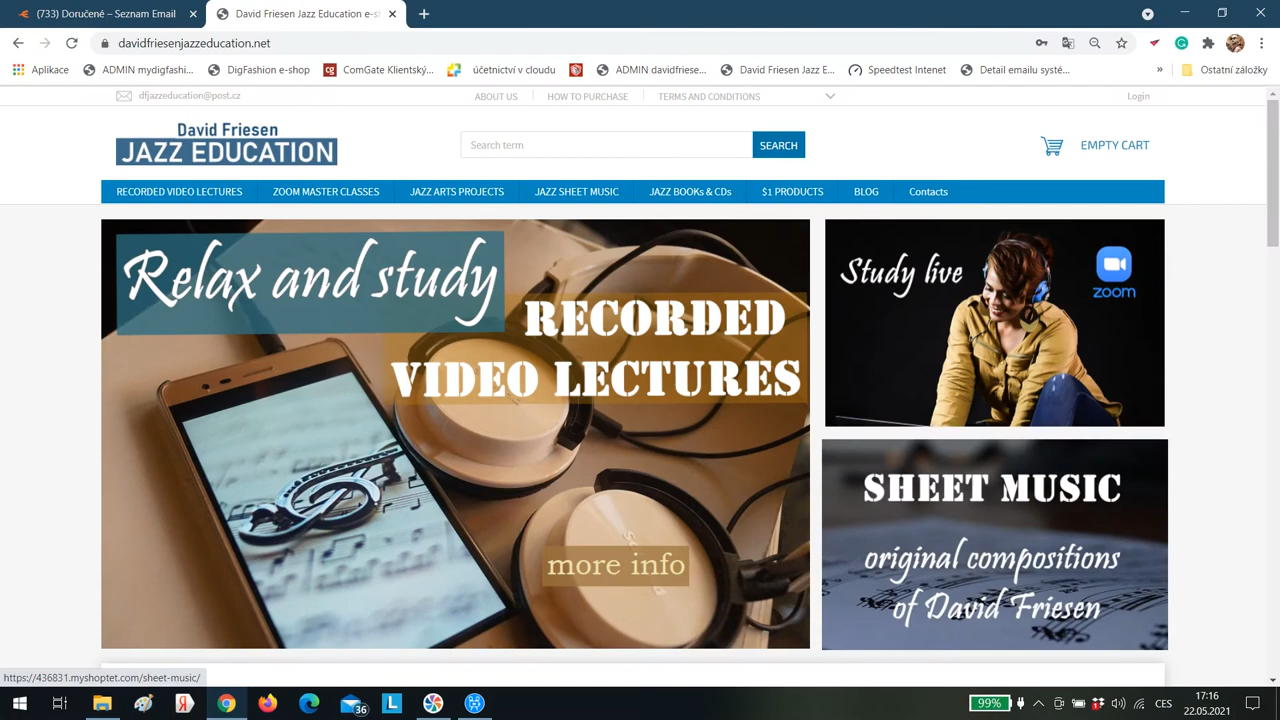 (733) Doručené – Seznam Email
David Friesen Jazz Education e-s
davidfriesenjazzeducation.net
Aplikace
ADMIN mydigfashi...
DigFashion e-shop
ComGate Klientský...
účetnictví v cloudu
ADMIN davidfriese...
David Friesen Jazz E...
Speedtest Intenet
Detail emailu systé...
»
Ostatní záložky
dfjazzeducation@post.cz
ABOUT US
HOW TO PURCHASE
TERMS AND CONDITIONS
Login
David Friesen
JAZZ EDUCATION
Search term
SEARCH
EMPTY CART
RECORDED VIDEO LECTURES
ZOOM MASTER CLASSES
JAZZ ARTS PROJECTS
JAZZ SHEET MUSIC
JAZZ BOOKs & CDs
$1 PRODUCTS
BLOG
Contacts
Relax and study
RECORDED
VIDEO LECTURES
more info
Study live
zoom
SHEET MUSIC
original compositions
of David Friesen
https://436831.myshoptet.com/sheet-music/
36
99%
CES
17:16
22.05.2021